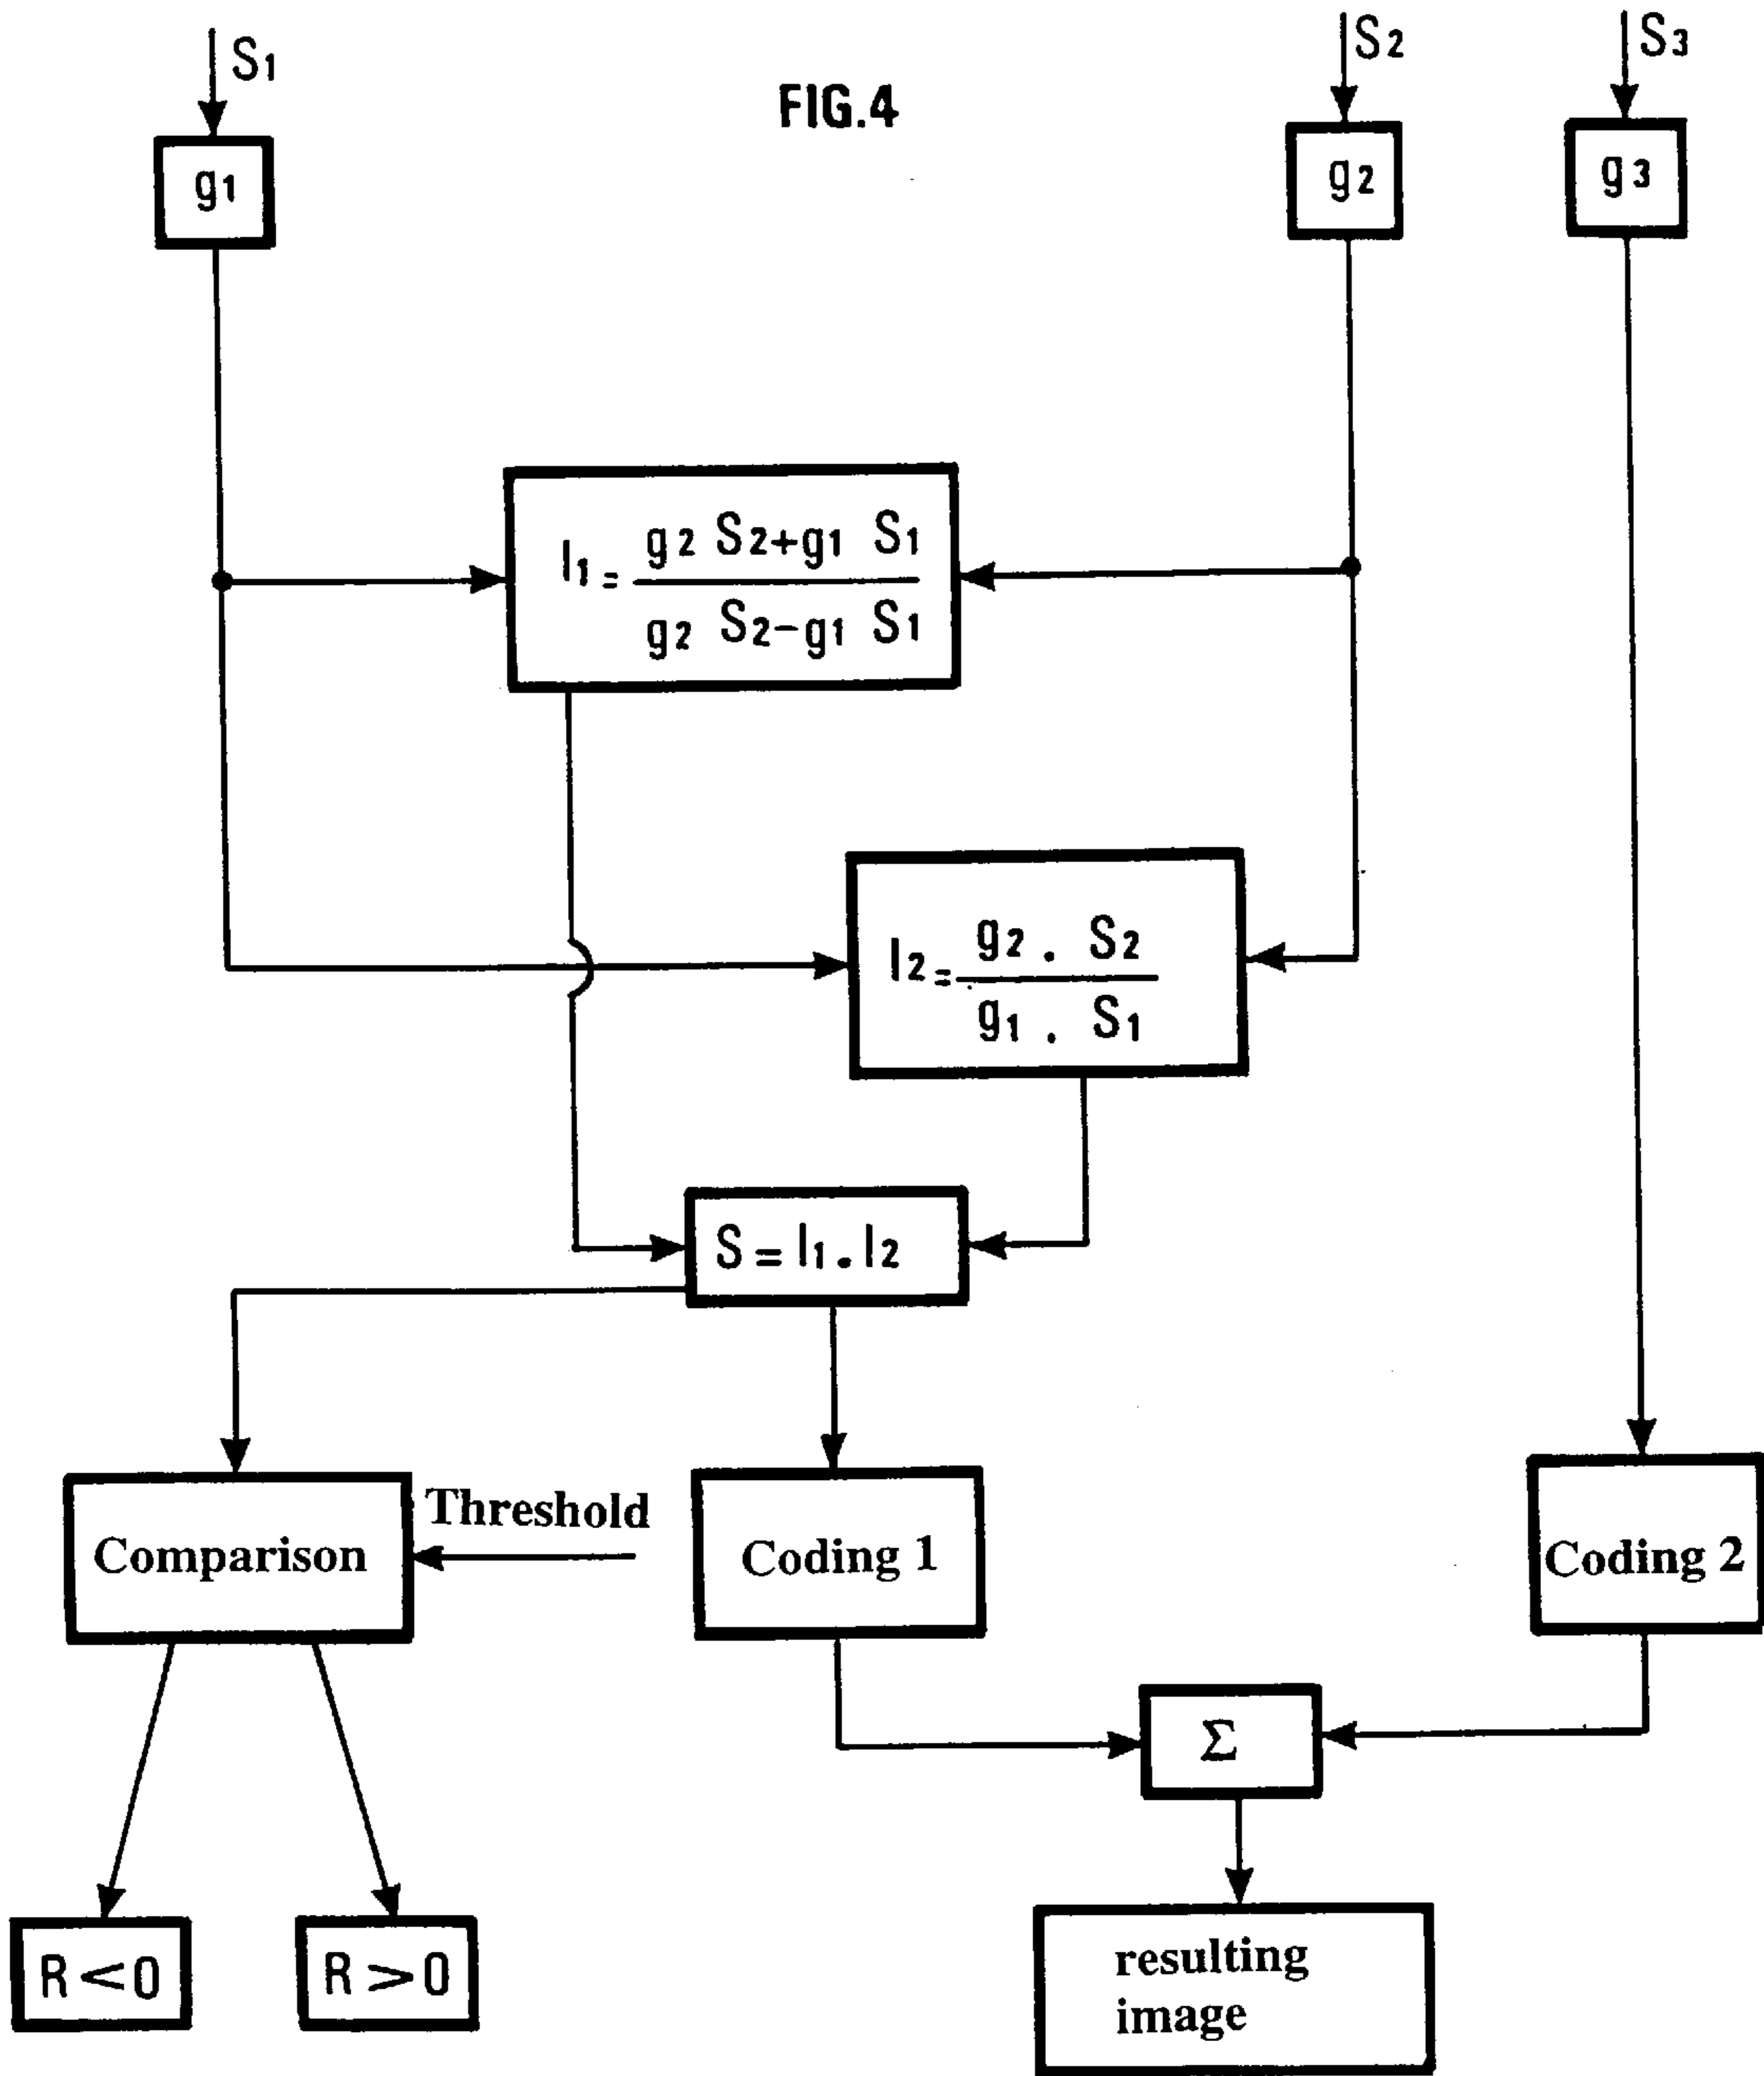 S1
S2
S3
FIG.4
g1
g2
g3
I1 = g2 S2+g1 S1
g2 S2-g1 S1
I2 = g2 . S2
g1 . S1
S = I1 . I2
Threshold
Comparison
Coding 1
Coding 2
Σ
R < 0
R > 0
resulting
image